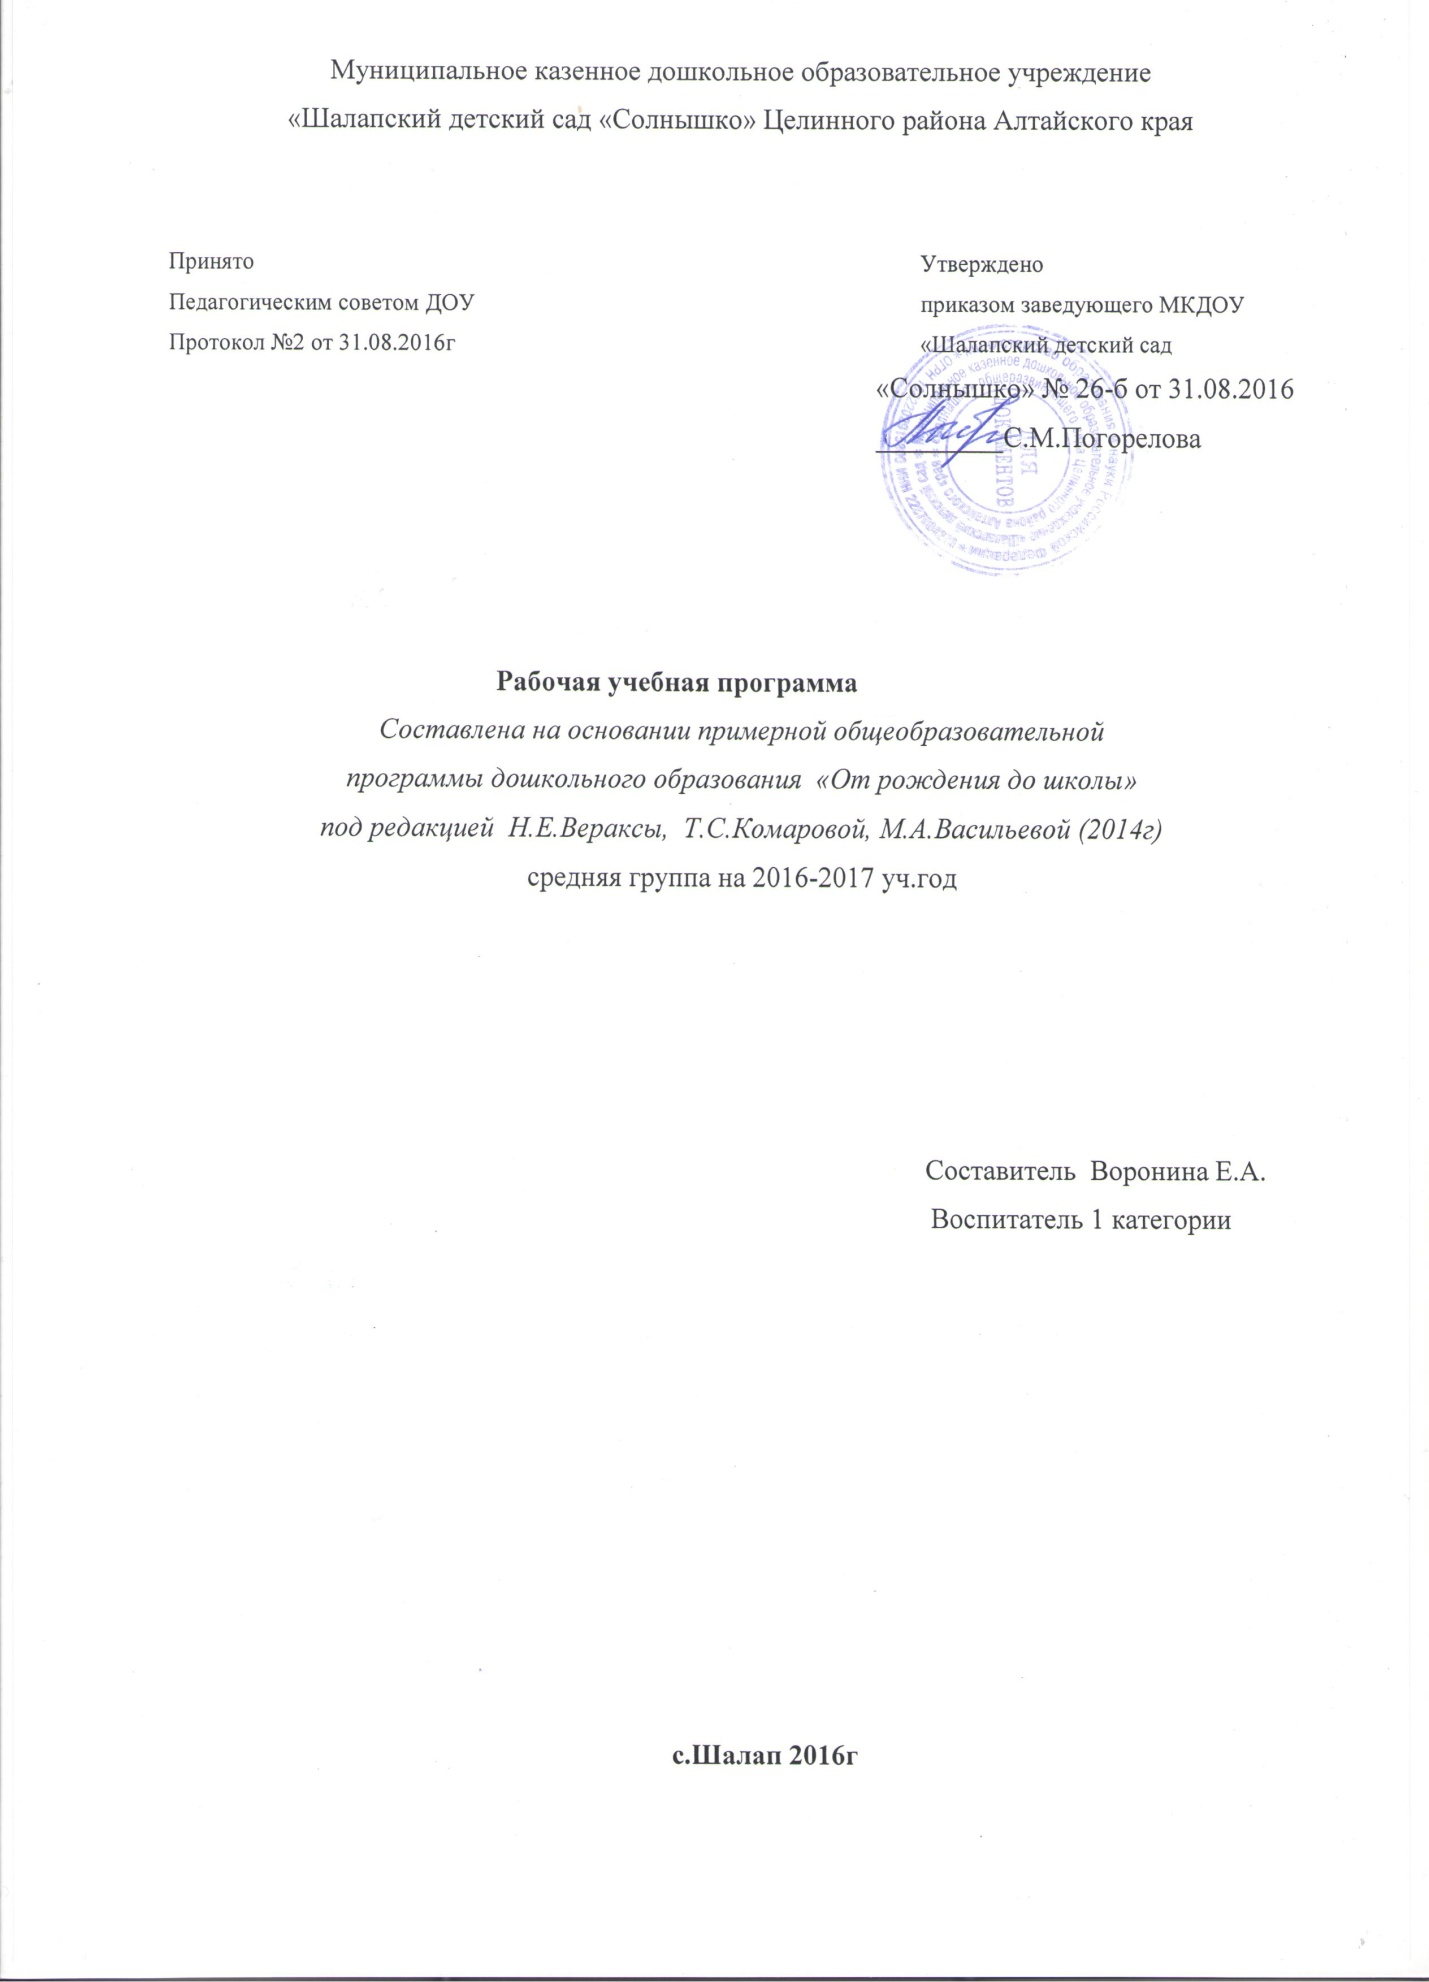 Муниципальное казенное дошкольное образовательное учреждение
«Шалапский детский сад «Солнышко» Целинного района Алтайского края
Принято
Педагогическим советом ДОУ
Протокол №2 от 31.08.2016г
Утверждено
приказом заведующего МКДОУ
«Шалапский детский сад
«Солнышко» № 26-б от 31.08.2016
_________С.М.Погорелова
ДЛЯ
ДОКУМЕНТОВ
Рабочая учебная программа
Составлена на основании примерной общеобразовательной
программы дошкольного образования «От рождения до школы»
под редакцией Н.Е.Вераксы, Т.С.Комаровой, М.А.Васильевой (2014г)
средняя группа на 2016-2017 уч.год
Составитель Воронина Е.А.
Воспитатель 1 категории
с.Шалап 2016г